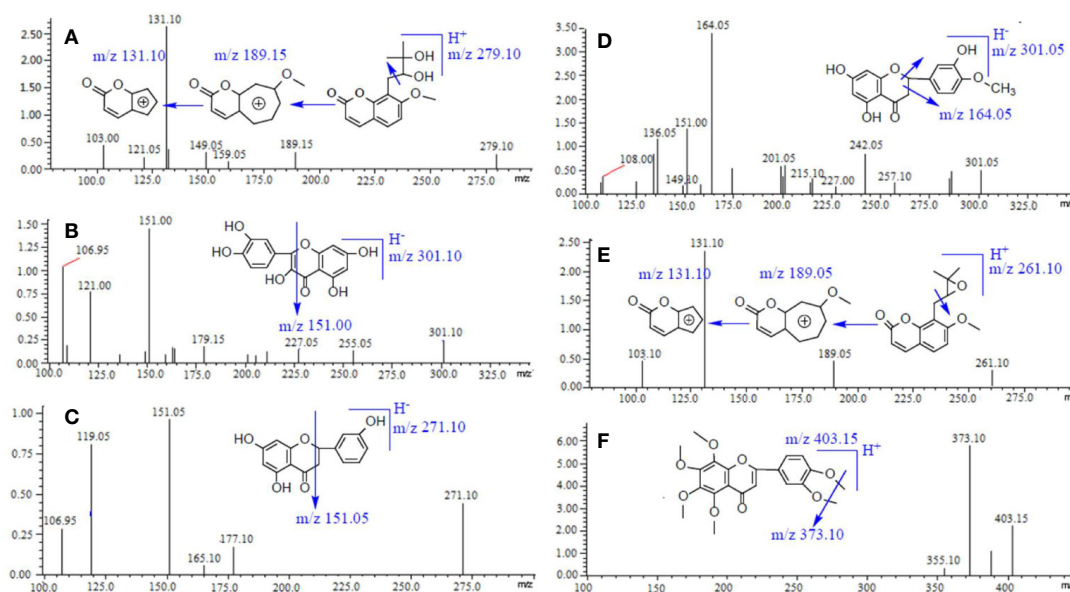 A
2.50
2.00
1.50
1.00
0.50
0.00
131.10
m/z 131.10
m/z 189.15
H+
m/z 279.10
OH
OH
O
O
O
O
O
O
O
103.00
121.05
149.05
159.05
189.15
279.10
100.0
125.0
150.0
175.0
200.0
225.0
250.0
275.0
m/z
B
1.50
1.25
1.00
0.75
0.50
0.25
0.00
106.95
151.00
121.00
H-
m/z 301.10
HO
HO
O
OH
HO
O
OH
m/z 151.00
179.15
227.05
255.05
301.10
100.0
125.0
150.0
175.0
200.0
225.0
250.0
275.0
300.0
325.0
m/z
C
1.00
0.75
0.50
0.25
0.00
151.05
119.05
H-
m/z 271.10
OH
HO
O
OH
O
m/z 151.05
106.95
165.10
177.10
271.10
100.0
125.0
150.0
175.0
200.0
225.0
250.0
275.0
m/z
D
3.50
3.00
2.50
2.00
1.50
1.00
0.50
0.00
164.05
H-
m/z 301.05
OH
HO
O
O
CH3
OH
O
m/z 164.05
136.05
151.00
108.00
149.10
201.05
215.10
227.00
242.05
257.10
301.05
100.0
125.0
150.0
175.0
200.0
225.0
250.0
275.0
300.0
325.0
m/z
E
2.50
2.00
1.50
1.00
0.50
0.00
131.10
m/z 131.10
m/z 189.05
H+
m/z 261.10
O
O
O
O
O
O
O
O
O
103.10
189.05
261.10
100.0
125.0
150.0
175.0
200.0
225.0
250.0
m/z
F
6.00
5.00
4.00
3.00
2.00
1.00
0.00
373.10
m/z 403.15
H+
O
O
O
O
O
O
O
O
m/z 373.10
355.10
403.15
100
150
200
250
300
350
400
m/z